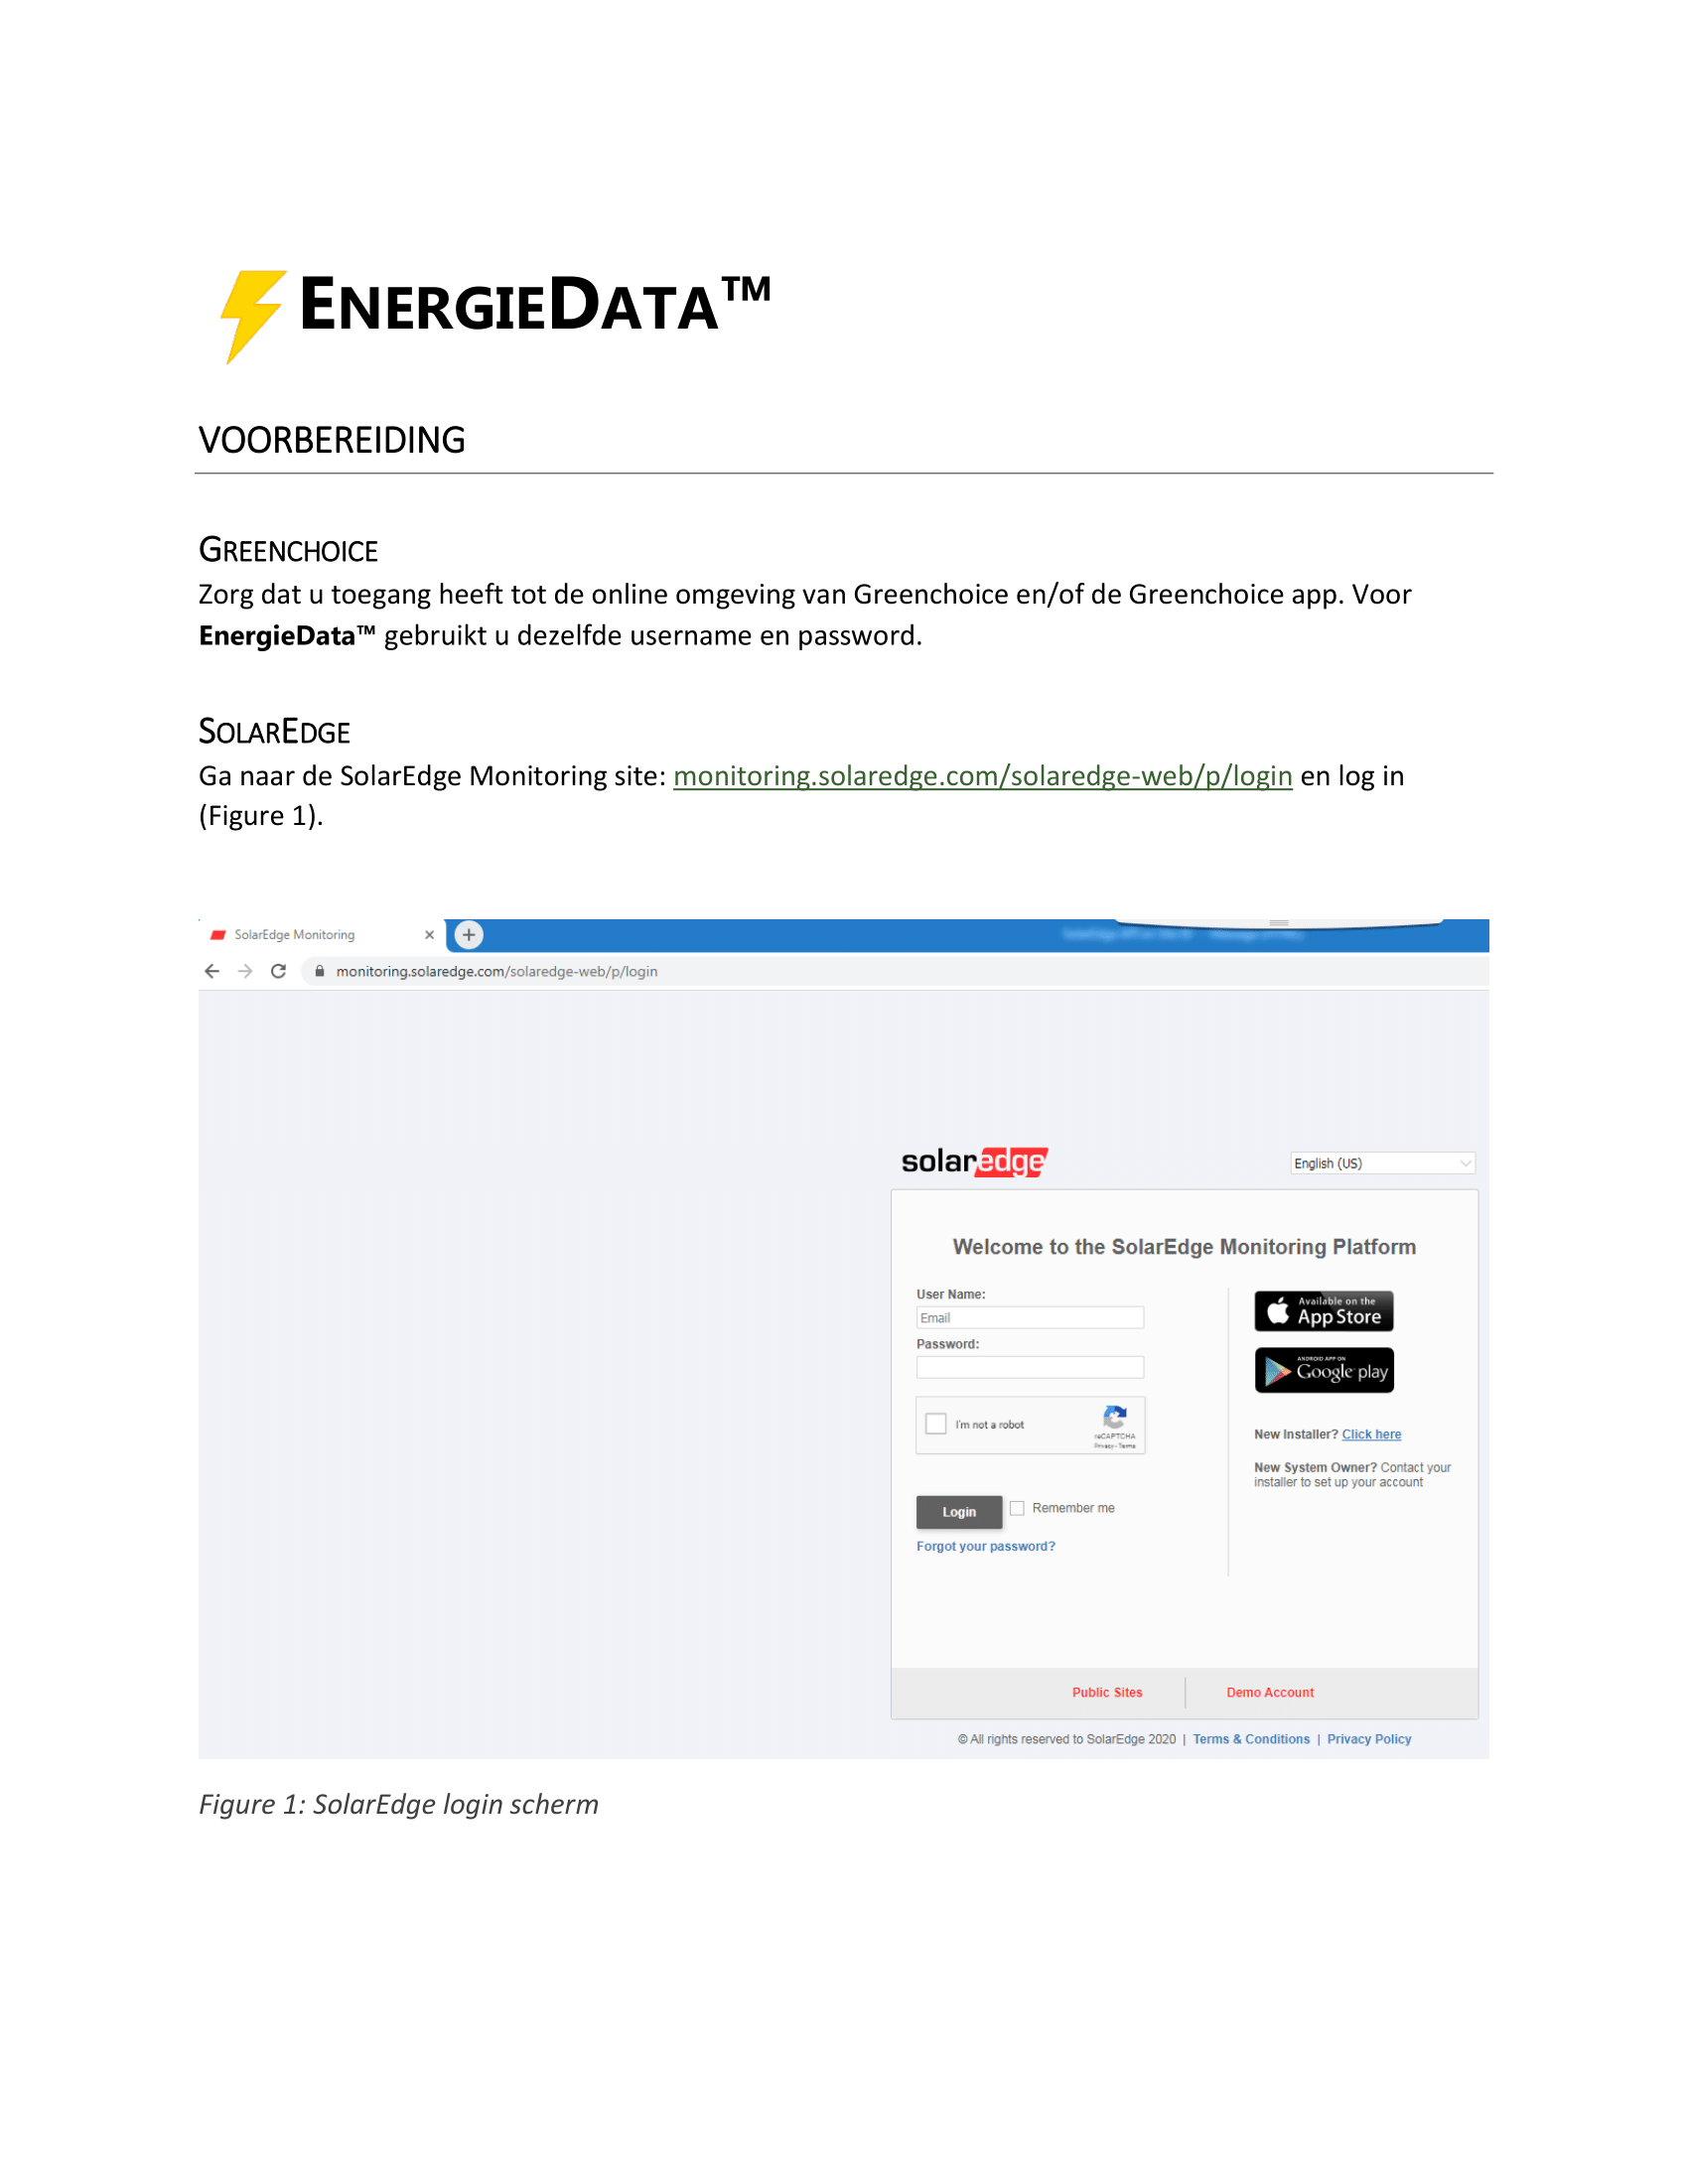 ENERGIEDATA™
VOORBEREIDING
GREENCHOICE
Zorg dat u toegang heeft tot de online omgeving van Greenchoice en/of de Greenchoice app. Voor
EnergieData™ gebruikt u dezelfde username en password.
SOLAREDGE
Ga naar de SolarEdge Monitoring site: monitoring.solaredge.com/solaredge-web/p/login en log in
(Figure 1).
SolarEdge Monitoring
monitoring.solaredge.com/solaredge-web/p/login
solaredge
English (US)
Welcome to the SolarEdge Monitoring Platform
User Name:
Email
Password:
I'm not a robot
reCAPTCHA
Privacy - Terms
Login
Remember me
Forgot your password?
Available on the
App Store
ANDROID APP ON
Google play
New Installer? Click here
New System Owner? Contact your
installer to set up your account
Public Sites
Demo Account
© All rights reserved to SolarEdge 2020 | Terms & Conditions | Privacy Policy
Figure 1: SolarEdge login scherm